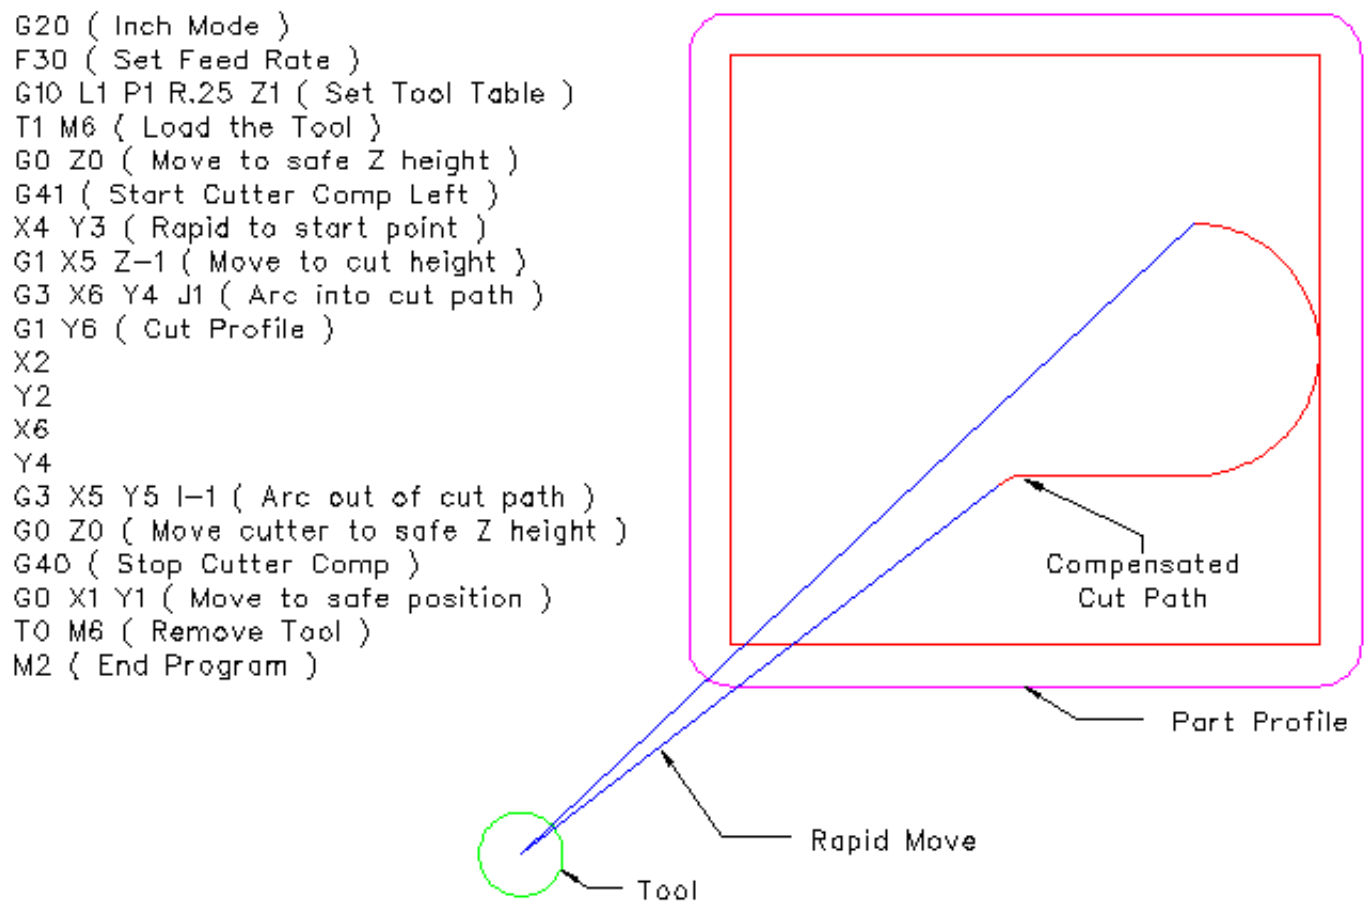 G20 ( Inch Mode )
F30 ( Set Feed Rate )
G10 L1 P1 R.25 Z1 ( Set Tool Table )
T1 M6 ( Load the Tool )
G0 Z0 ( Move to safe Z height )
G41 ( Start Cutter Comp Left )
X4 Y3 ( Rapid to start point )
G1 X5 Z-1 ( Move to cut height )
G3 X6 Y4 J1 ( Arc into cut path )
G1 Y6 ( Cut Profile )
X2
Y2
X6
Y4
G3 X5 Y5 I-1 ( Arc out of cut path )
G0 Z0 ( Move cutter to safe Z height )
G40 ( Stop Cutter Comp )
G0 X1 Y1 ( Move to safe position )
T0 M6 ( Remove Tool )
M2 ( End Program )
Compensated
Cut Path
Part Profile
Rapid Move
Tool